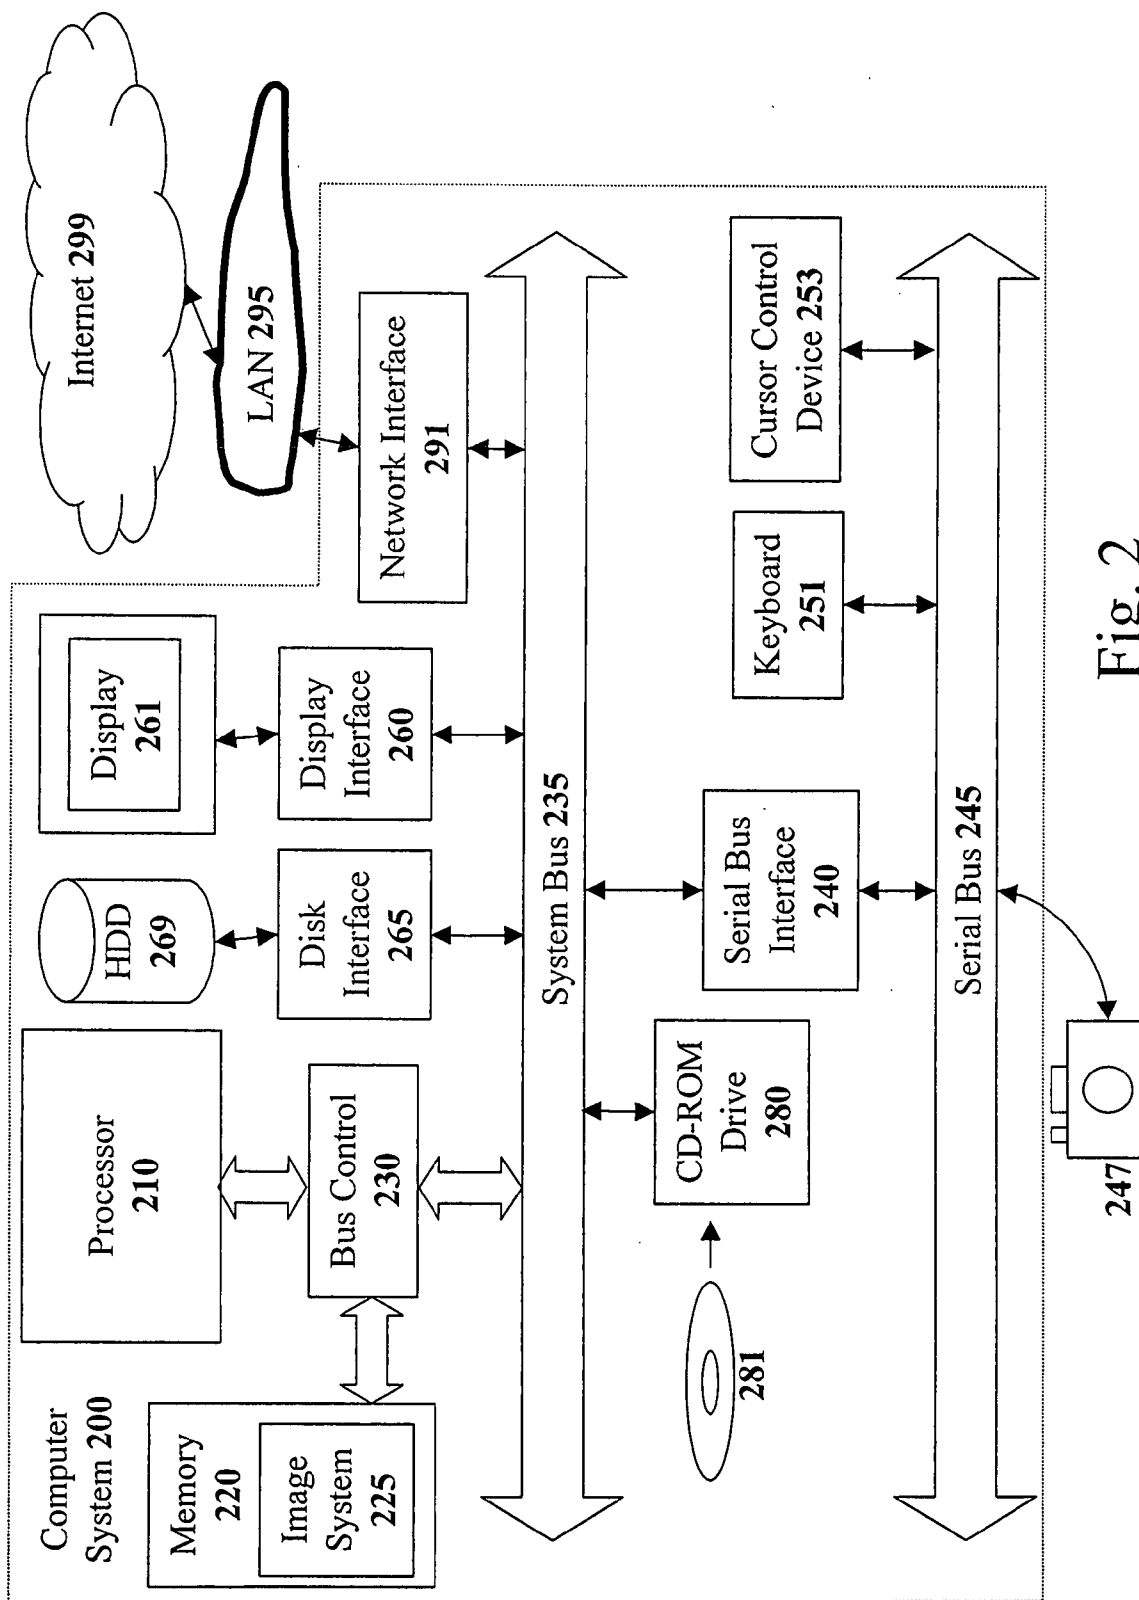 Computer
System 200
Processor
210
Memory
220
Image
System
225
Bus Control
230
HDD
269
Disk
Interface
265
Display
261
Display
Interface
260
Internet 299
LAN 295
Network Interface
291
System Bus 235
281
CD-ROM
Drive
280
Serial Bus
Interface
240
Keyboard
251
Cursor Control
Device 253
Serial Bus 245
247
Fig. 2